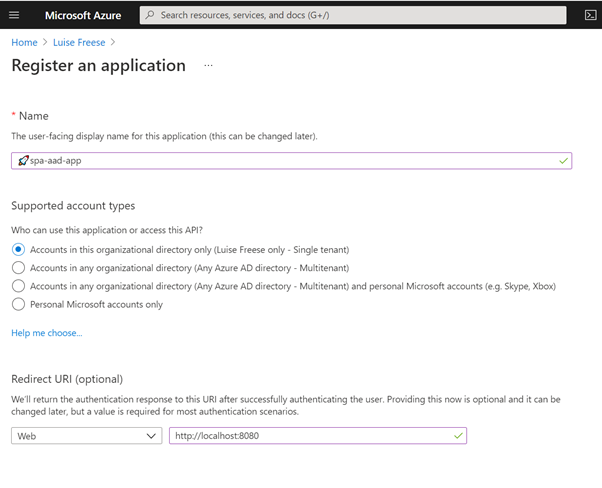 Microsoft Azure
Search resources, services, and docs (G+/)
Home > Luise Freese >
Register an application ...
* Name
The user-facing display name for this application (this can be changed later).
🚀spa-aad-app
Supported account types
Who can use this application or access this API?
Accounts in this organizational directory only (Luise Freese only - Single tenant)
Accounts in any organizational directory (Any Azure AD directory - Multitenant)
Accounts in any organizational directory (Any Azure AD directory - Multitenant) and personal Microsoft accounts (e.g. Skype, Xbox)
Personal Microsoft accounts only
Help me choose...
Redirect URI (optional)
We'll return the authentication response to this URI after successfully authenticating the user. Providing this now is optional and it can be
changed later, but a value is required for most authentication scenarios.
Web
http://localhost:8080